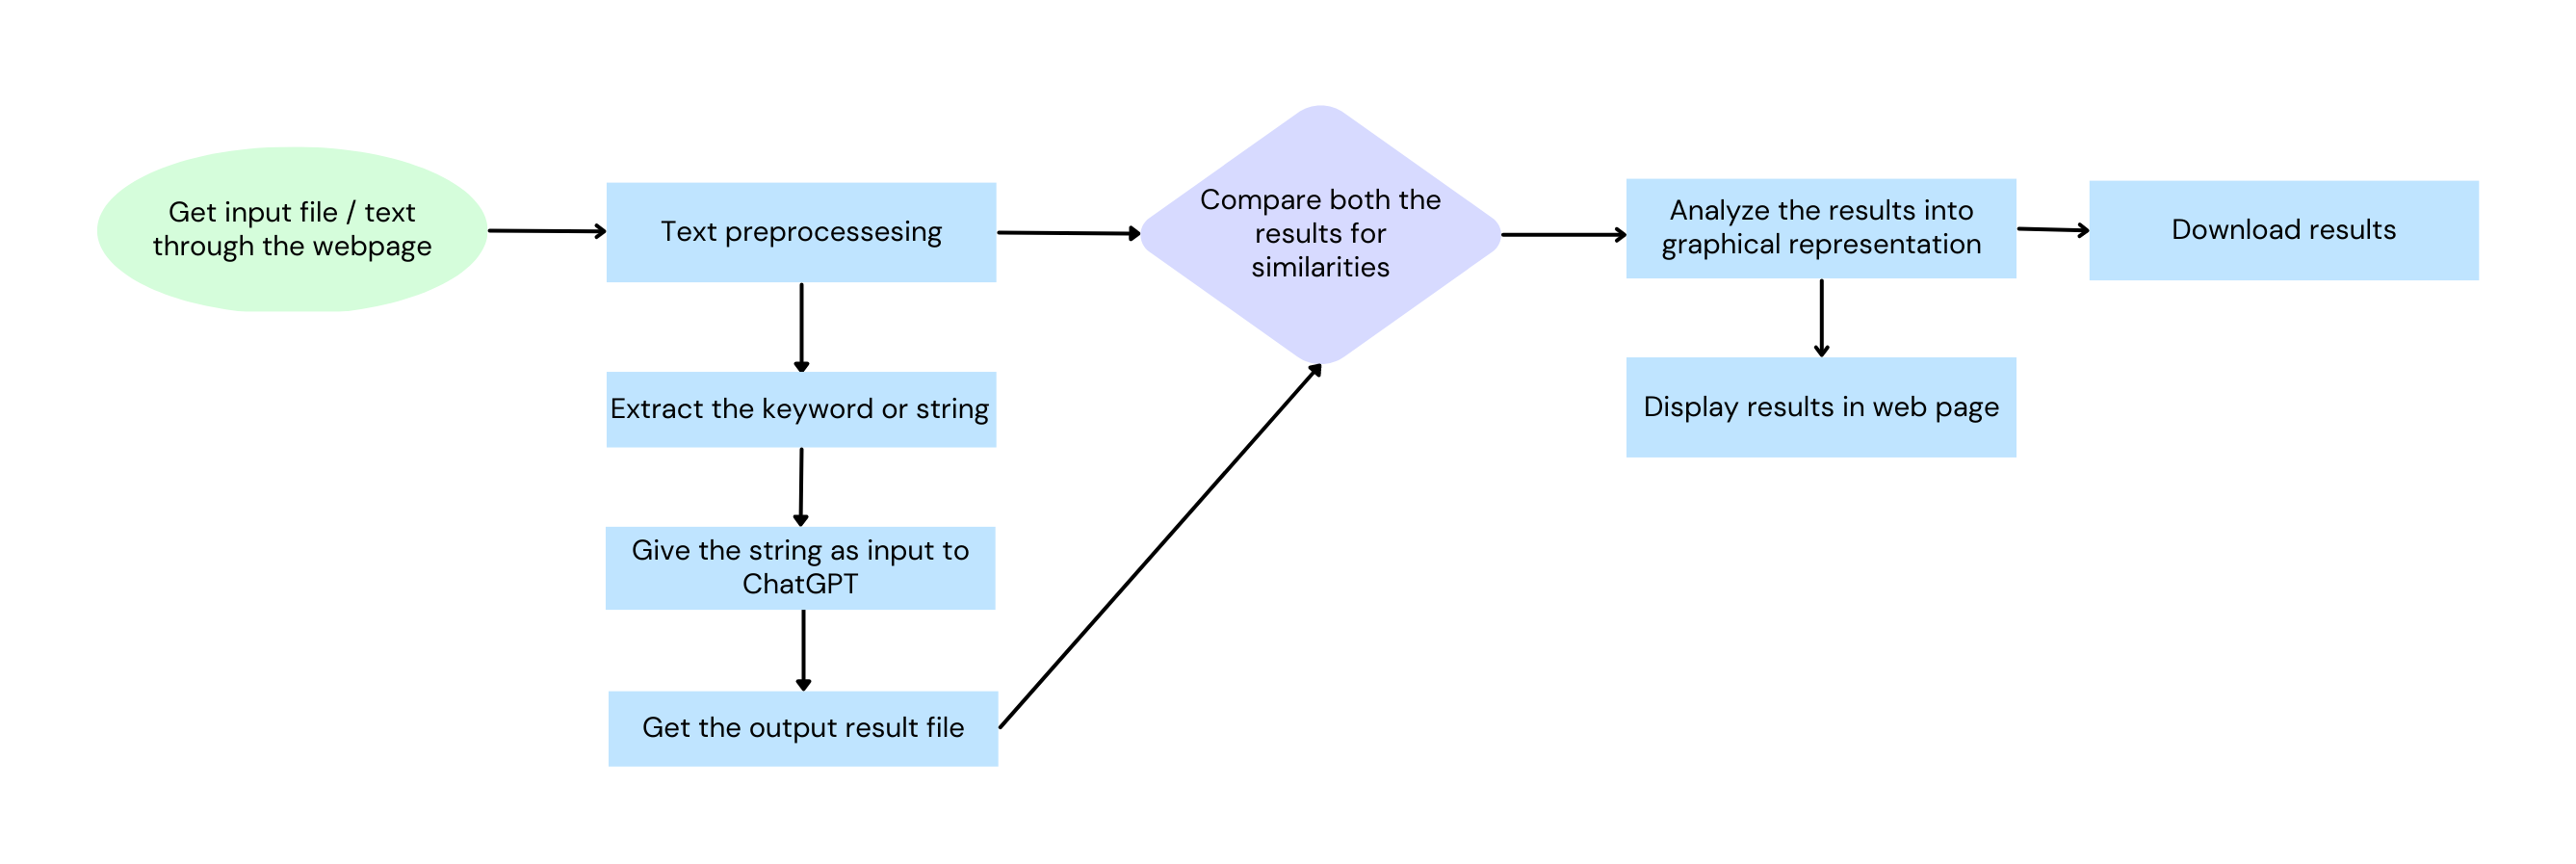 Get input file / text
through the webpage
Text preprocessesing
Extract the keyword or string
Give the string as input to
ChatGPT
Get the output result file
Compare both the
results for
similarities
Analyze the results into
graphical representation
Download results
Display results in web page